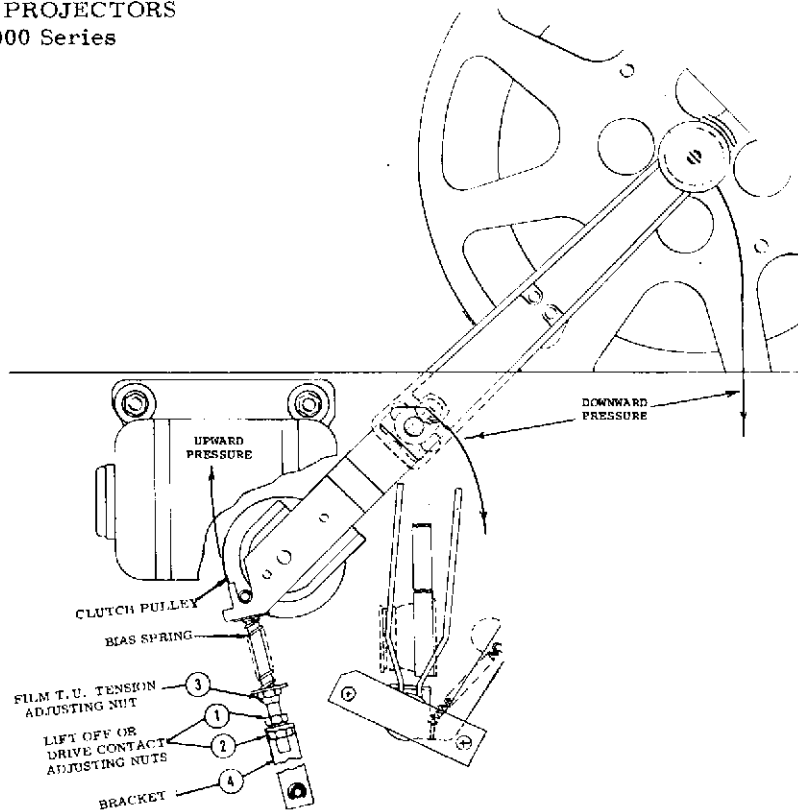 PROJECTORS
000 Series
DOWNWARD
PRESSURE
UPWARD
PRESSURE
CLUTCH PULLEY
BIAS SPRING
FILM T.U. TENSION
ADJUSTING NUT
3
1
LIFT OFF OR
DRIVE CONTACT
ADJUSTING NUTS
2
BRACKET
4